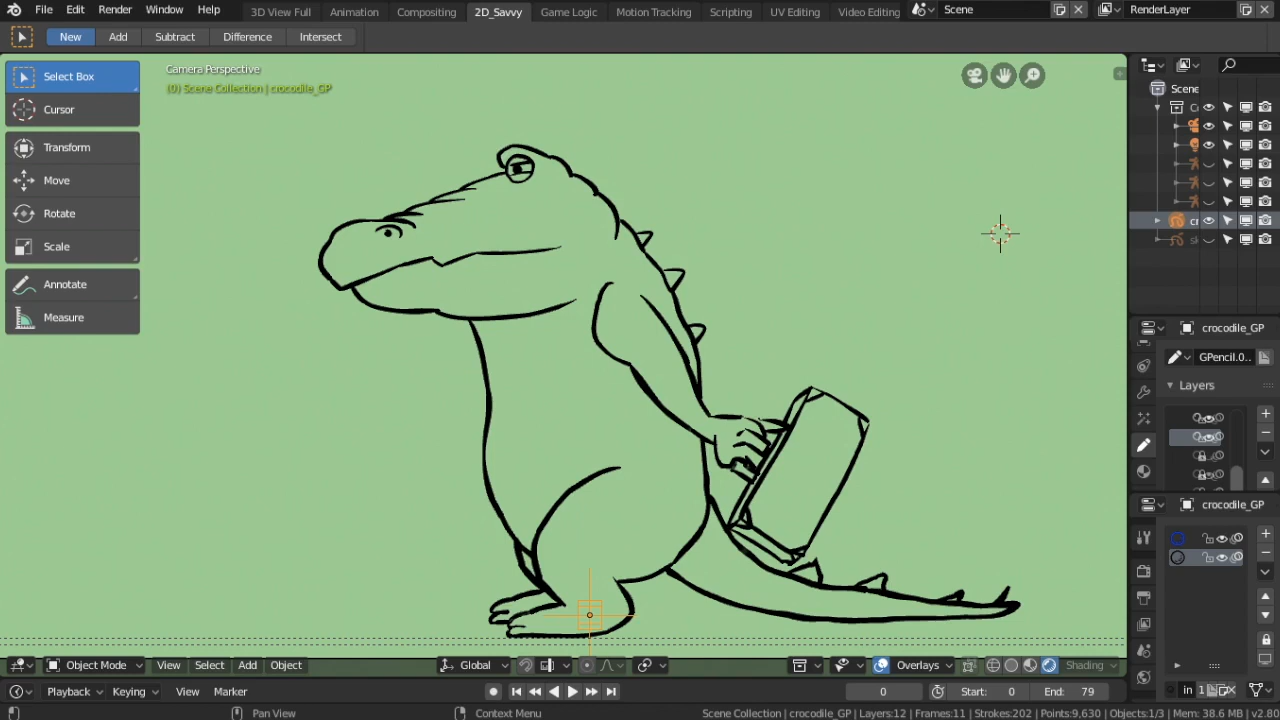 File Edit Render Window Help 3D View Full Animation Compositing 2D_Savvy Game Logic Motion Tracking Scripting UV Editing Video Editing Scene RenderLayer
New Add Subtract Difference Intersect
Camera Perspective
(0) Scene Collection | crocodile_GP
Select Box
Cursor
Transform
Move
Rotate
Scale
Annotate
Measure
Scene
crocodile_GP
GPencil.0..
Layers
crocodile_GP
Object Mode View Select Add Object Global Overlays Shading
in 1
Playback Keying View Marker 0 Start: 0 End: 79
Pan View Context Menu Scene Collection | crocodile_GP | Layers:12 | Frames:11 | Strokes:202 | Points:9,630 | Objects:1/3 | Mem: 38.6 MB | v2.80